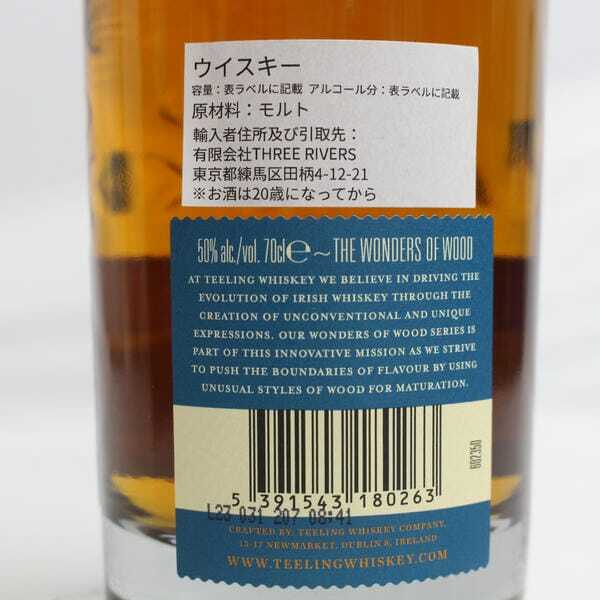 ウイスキー
容量：表ラベルに記載 アルコール分：表ラベルに記載
原材料：モルト
輸入者住所及び引取先：
有限会社THREE RIVERS
東京都練馬区田柄4-12-21
※お酒は20歳になってから
50% alc./vol. 70cl℮ ~ THE WONDERS OF WOOD
AT TEELING WHISKEY WE BELIEVE IN DRIVING THE
EVOLUTION OF IRISH WHISKEY THROUGH THE
CREATION OF UNCONVENTIONAL AND UNIQUE
EXPRESSIONS. OUR WONDERS OF WOOD SERIES IS
PART OF THIS INNOVATIVE MISSION AS WE STRIVE
TO PUSH THE BOUNDARIES OF FLAVOUR BY USING
UNUSUAL STYLES OF WOOD FOR MATURATION.
602350
5 391543 180263
L23 031 207 08:41
CRAFTED BY: TEELING WHISKEY COMPANY,
13-17 NEWMARKET, DUBLIN 8, IRELAND
WWW.TEELINGWHISKEY.COM